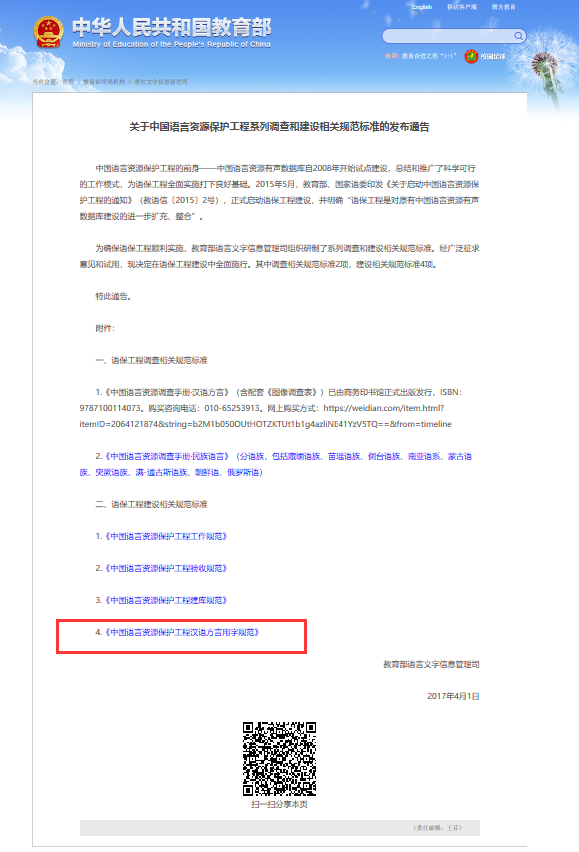 English 移动客户端 微言教育
中华人民共和国教育部
Ministry of Education of the People's Republic of China
热词: 教育奋进之笔 “1+1” 校园足球
当前位置: 首页 > 教育部司局机构 > 语言文字信息管理司
关于中国语言资源保护工程系列调查和建设相关规范标准的发布通告
中国语言资源保护工程的前身——中国语言资源有声数据库自2008年开始试点建设，总结和推广了科学可行
的工作模式，为语保工程全面实施打下良好基础。2015年5月，教育部、国家语委印发《关于启动中国语言资源保
护工程的通知》（教语信〔2015〕2号），正式启动语保工程建设，并明确“语保工程是对原有中国语言资源有声
数据库建设的进一步扩充、整合”。
为确保语保工程顺利实施，教育部语言文字信息管理司组织研制了系列调查和建设相关规范标准。经广泛征求
意见和试用，现决定在语保工程建设中全面施行。其中调查相关规范标准2项，建设相关规范标准4项。
特此通告。
附件：
一、语保工程调查相关规范标准
1.《中国语言资源调查手册·汉语方言》（含配套《图像调查表》）已由商务印书馆正式出版发行，ISBN：
9787100114073。购买咨询电话：010-65253913。网上购买方式：https://weidian.com/item.html?
itemID=2064121874&string=b2M1b050OUtHOTZKTUt1b1g4azliNE41YzV5TQ==&from=timeline
2.《中国语言资源调查手册·民族语言》（分语族，包括藏缅语族、苗瑶语族、侗台语族、南亚语系、蒙古语
族、突厥语族、满-通古斯语族、朝鲜语、俄罗斯语）
二、语保工程建设相关规范标准
1.《中国语言资源保护工程工作规范》
2.《中国语言资源保护工程验收规范》
3.《中国语言资源保护工程建库规范》
4.《中国语言资源保护工程汉语方言用字规范》
教育部语言文字信息管理司
2017年4月1日
扫一扫分享本页
（责任编辑：王芬）